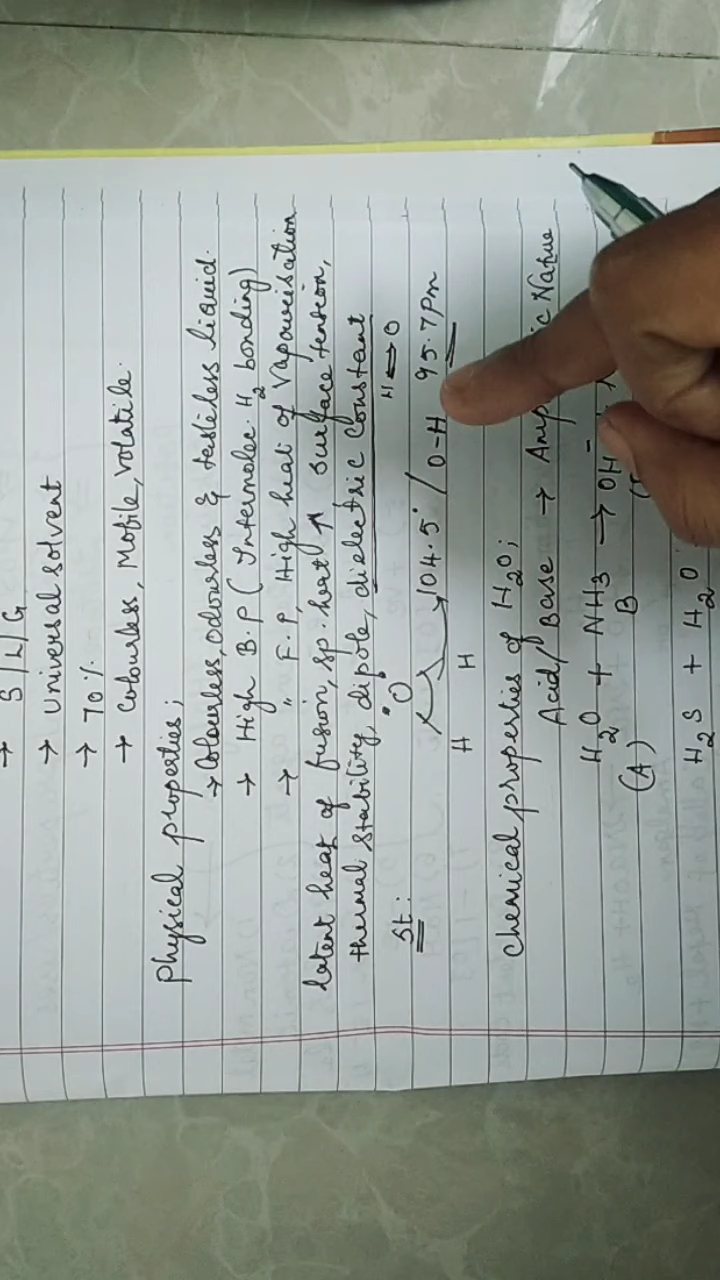 → S/L/G
→ Universal solvent
→ 70%
→ Colourless, Mobile, volatile.
Physical properties;
→ Colourless, odourless & testeless liquid.
→ High B.P (Intermolec. H2 bonding)
→ " F.P, High heat of vapourisation
latent heat of fusion, sp. heat ↑ surface tension,
thermal stability, dipole, dielectric constant
H ⟷ O
St: O 104.5° / O-H 95.7pm
H H
Chemical properties of H2O;
Acid/Base → Nature
H2O + NH3 → OH-
(A) B
H2S + H2O